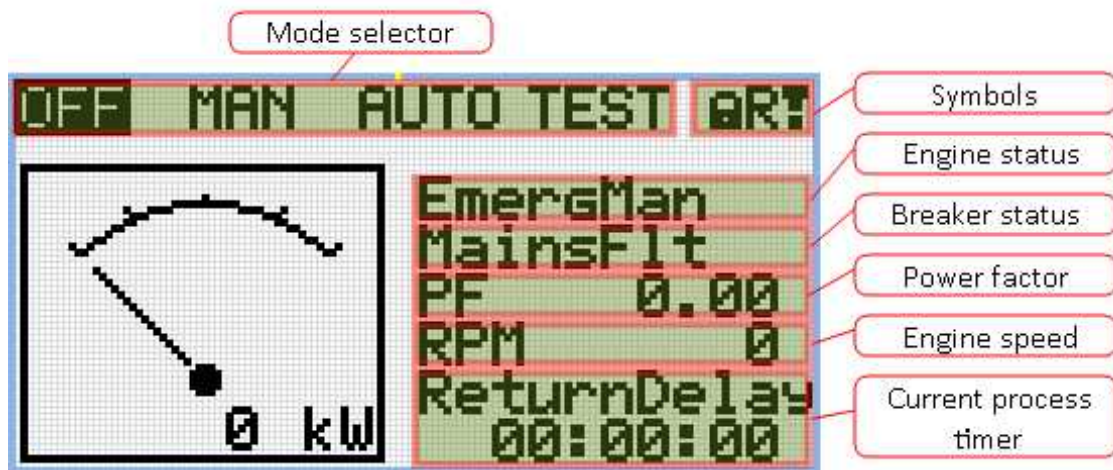 Mode selector
OFF MAN AUTO TEST R!
Symbols
Engine status
EmergMan
Breaker status
MainsFlt
Power factor
PF 0.00
Engine speed
RPM 0
ReturnDelay
Current process
timer
00:00:00
0 kW